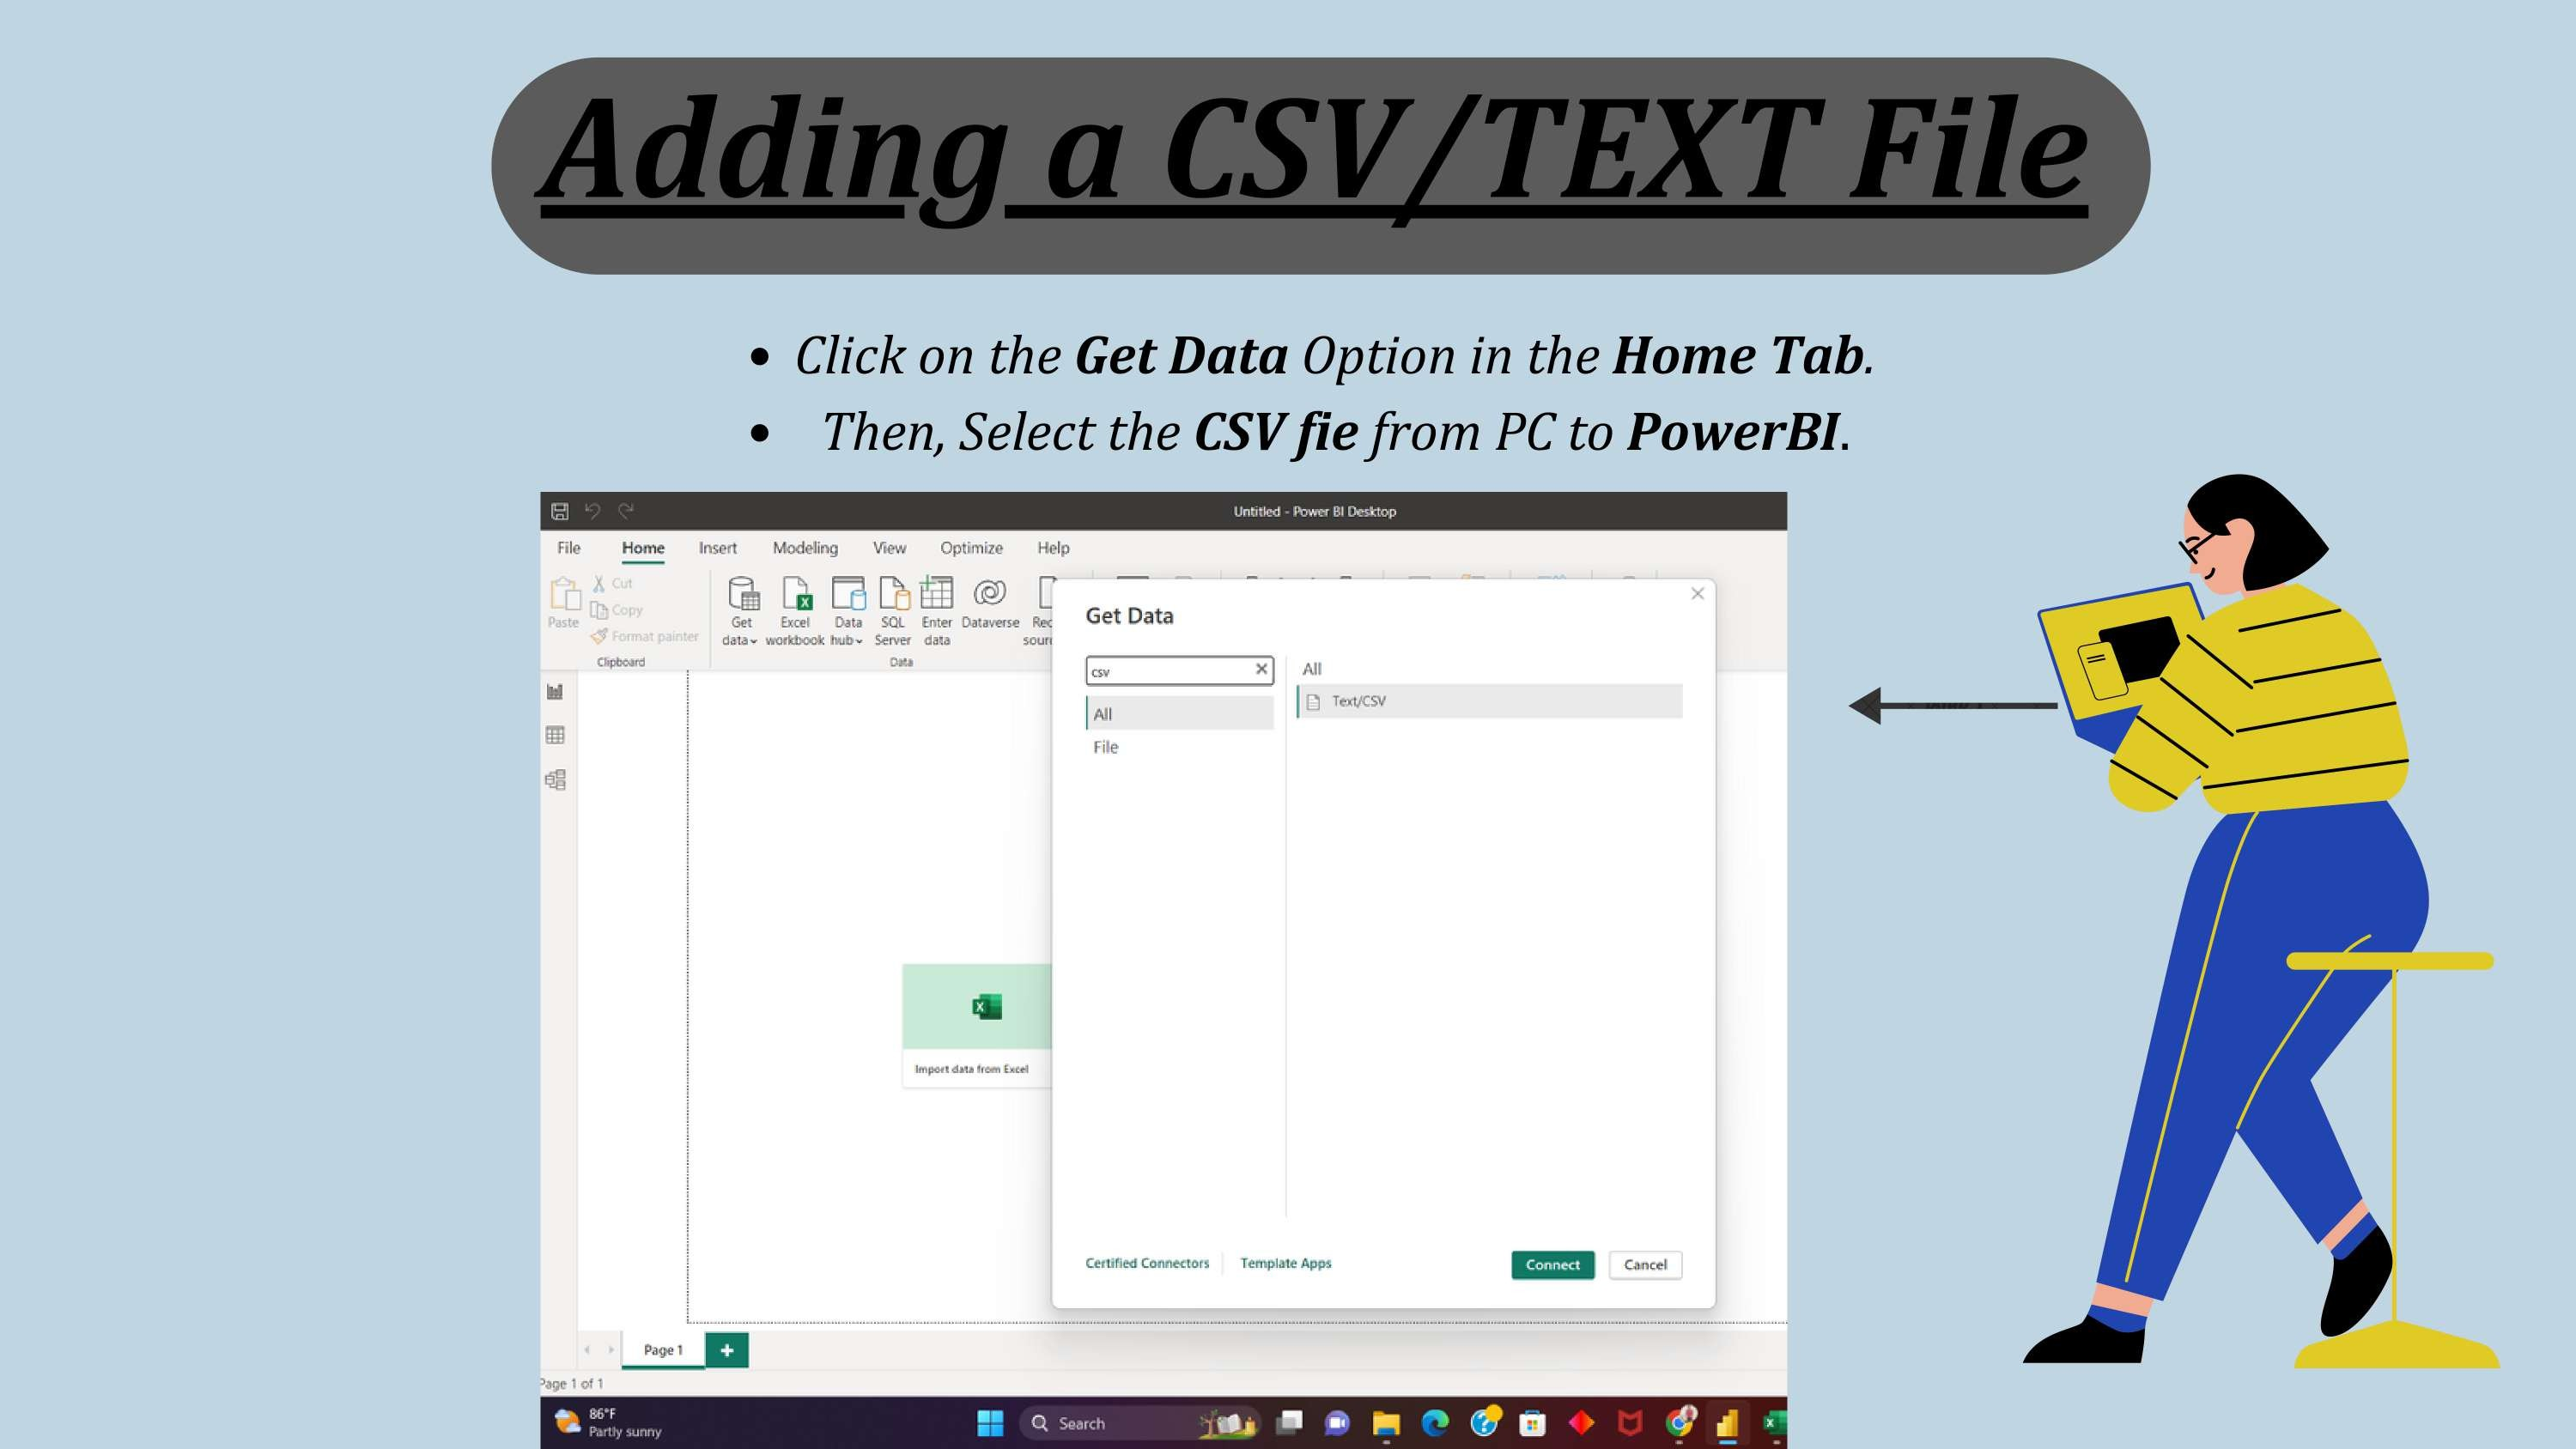 Adding a CSV/TEXT File
• Click on the Get Data Option in the Home Tab.
• Then, Select the CSV fie from PC to PowerBI.
Untitled - Power BI Desktop
File Home Insert Modeling View Optimize Help
Paste
Cut
Copy
Format painter
Clipboard
Get data
Excel workbook
Data hub
SQL Server
Enter data
Dataverse
Data
Get Data
csv
All
File
All
Text/CSV
Import data from Excel
Certified Connectors
Template Apps
Connect
Cancel
Page 1
Page 1 of 1
86°F
Partly sunny
Search